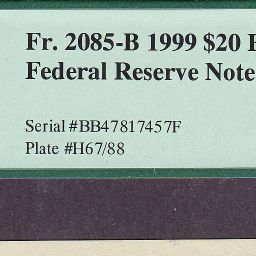 Fr. 2085-B 1999 $20 F
Federal Reserve Note
Serial #BB47817457F
Plate #H67/88